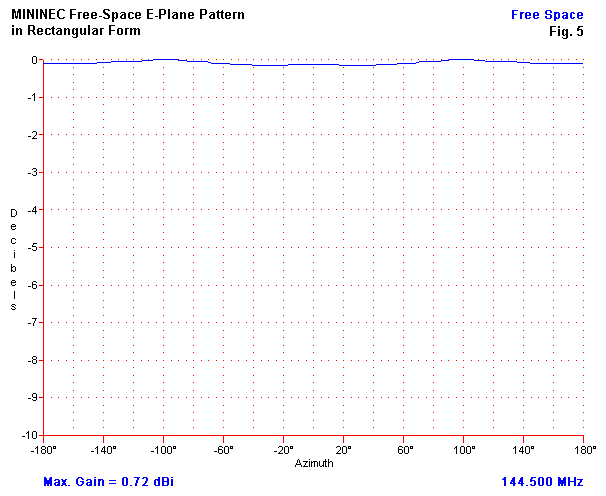 MININEC Free-Space E-Plane Pattern
in Rectangular Form
Free Space
Fig. 5
0
-1
-2
-3
-4
-5
-6
-7
-8
-9
-10
Decibels
-180° -140° -100° -60° -20° 20° 60° 100° 140° 180°
Azimuth
Max. Gain = 0.72 dBi
144.500 MHz